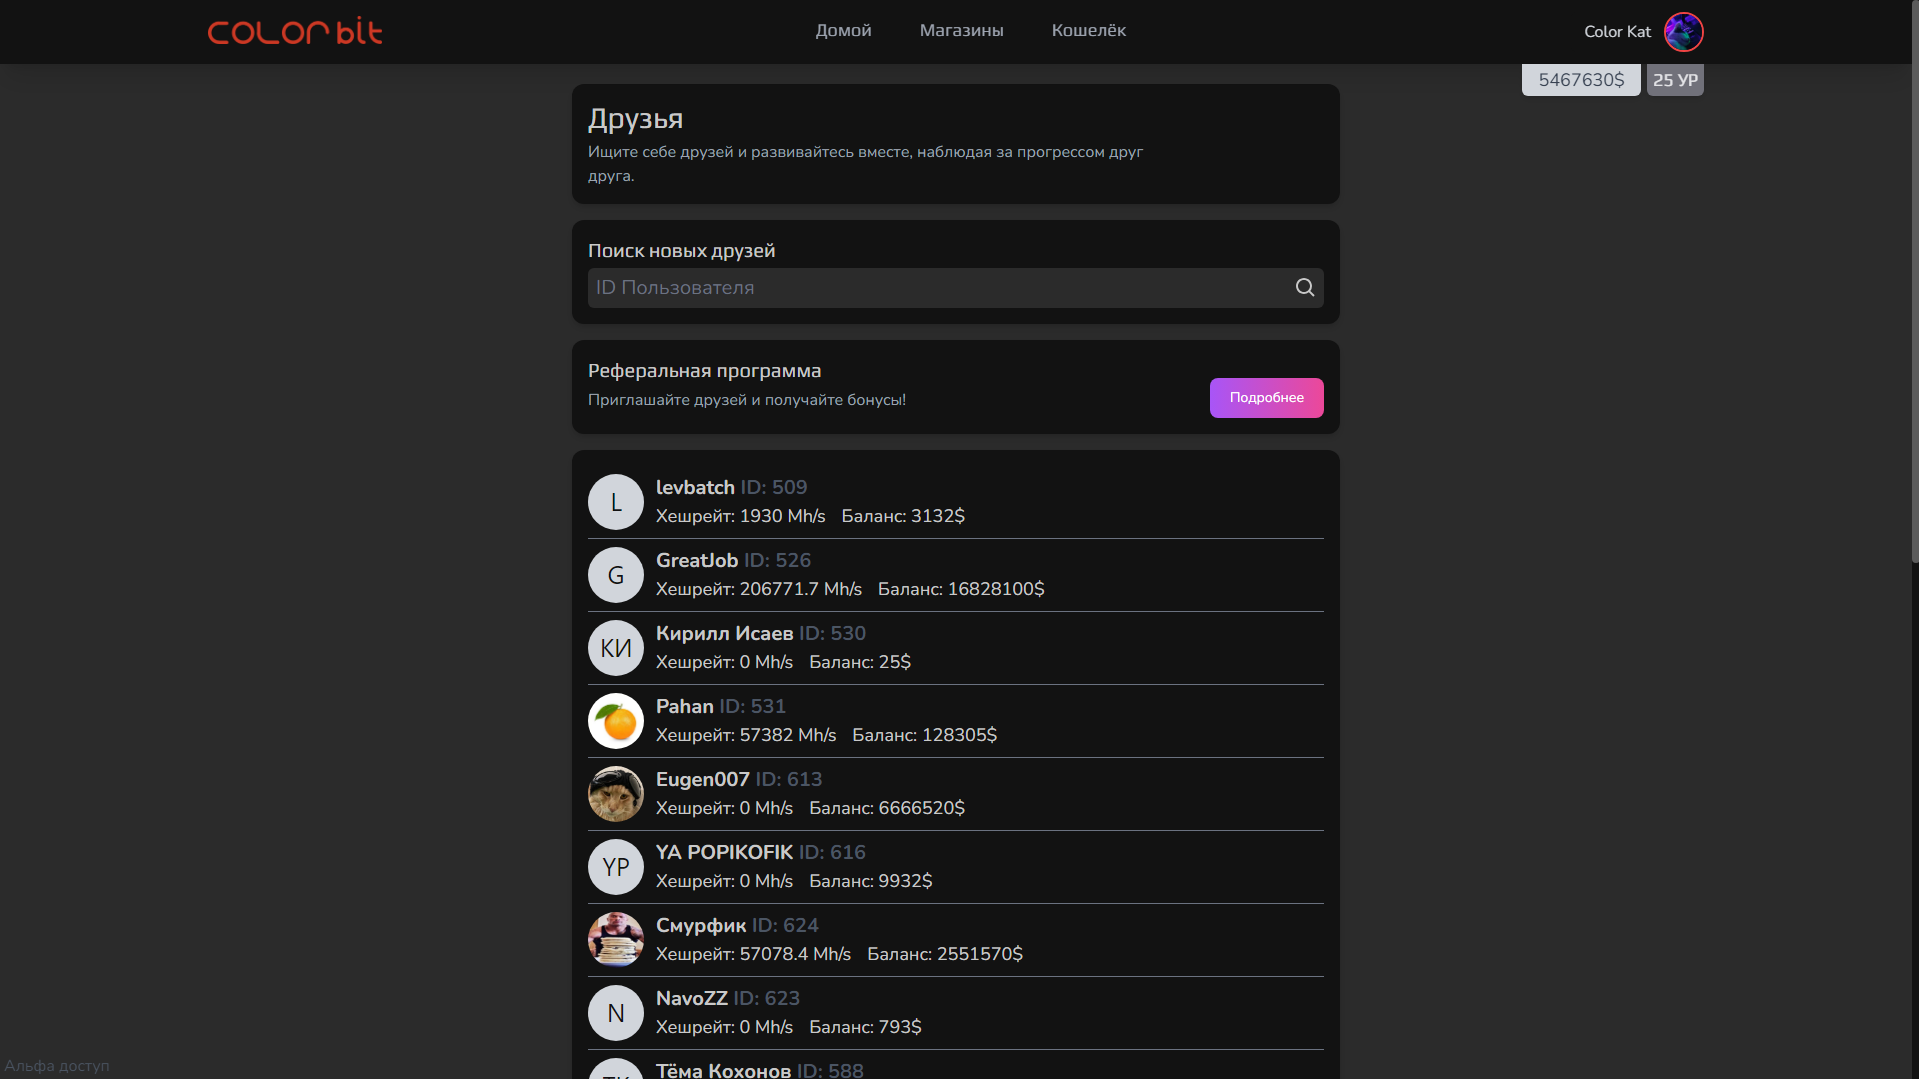 COLOR bit
Домой
Магазины
Кошелёк
Color Kat
5467630$
25 УР
Друзья
Ищите себе друзей и развивайтесь вместе, наблюдая за прогрессом друг
друга.
Поиск новых друзей
ID Пользователя
Реферальная программа
Приглашайте друзей и получайте бонусы!
Подробнее
L
levbatch ID: 509
Хешрейт: 1930 Mh/s Баланс: 3132$
G
GreatJob ID: 526
Хешрейт: 206771.7 Mh/s Баланс: 16828100$
КИ
Кирилл Исаев ID: 530
Хешрейт: 0 Mh/s Баланс: 25$
Pahan ID: 531
Хешрейт: 57382 Mh/s Баланс: 128305$
Eugen007 ID: 613
Хешрейт: 0 Mh/s Баланс: 6666520$
YP
YA POPIKOFIK ID: 616
Хешрейт: 0 Mh/s Баланс: 9932$
Смурфик ID: 624
Хешрейт: 57078.4 Mh/s Баланс: 2551570$
N
NavoZZ ID: 623
Хешрейт: 0 Mh/s Баланс: 793$
Тёма Кохонов ID: 588
Альфа доступ